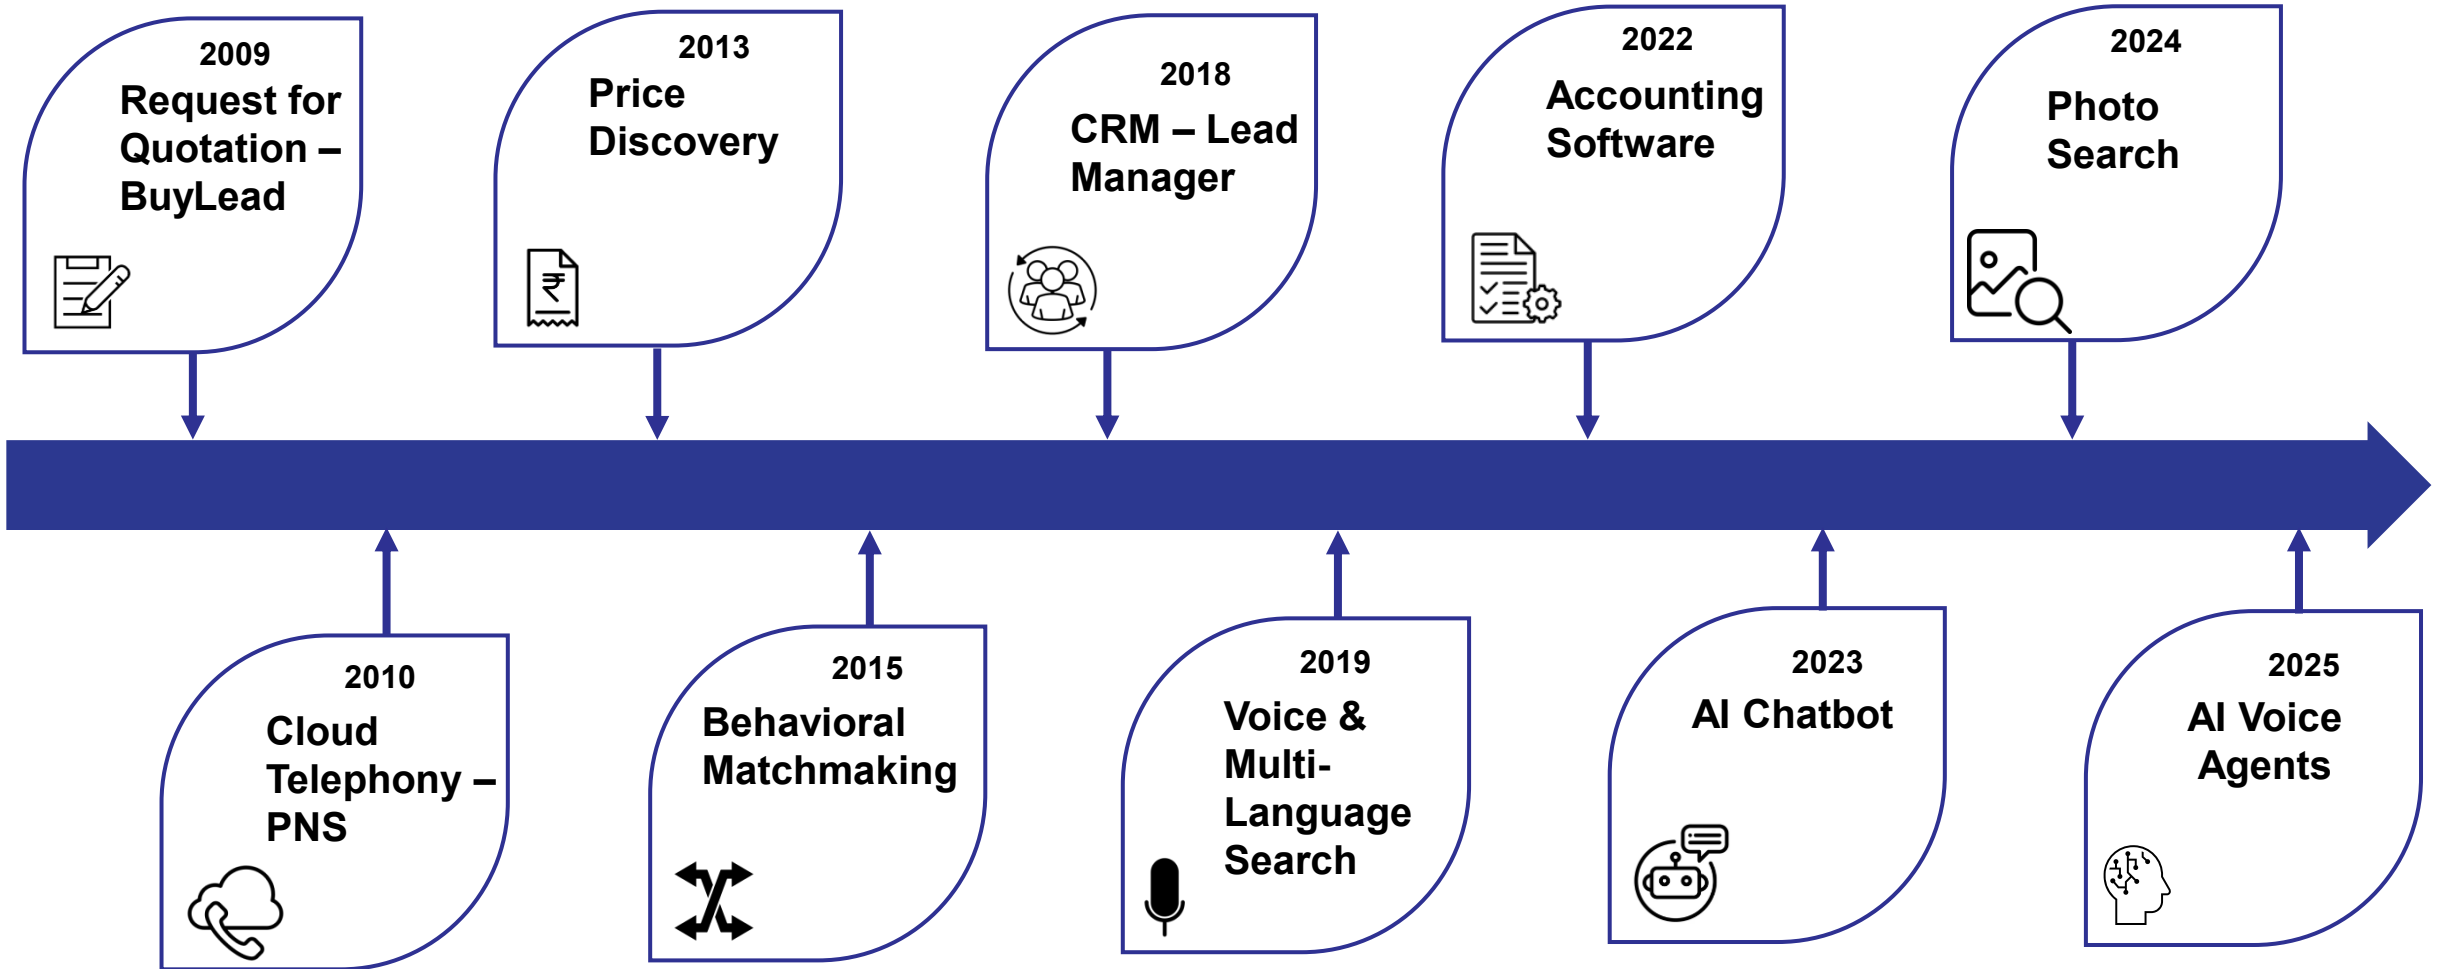 2009
Request for
Quotation –
BuyLead
2013
Price
Discovery
2018
CRM – Lead
Manager
2022
Accounting
Software
2024
Photo
Search
₹
2010
Cloud
Telephony –
PNS
2015
Behavioral
Matchmaking
2019
Voice &
Multi-
Language
Search
2023
AI Chatbot
2025
AI Voice
Agents